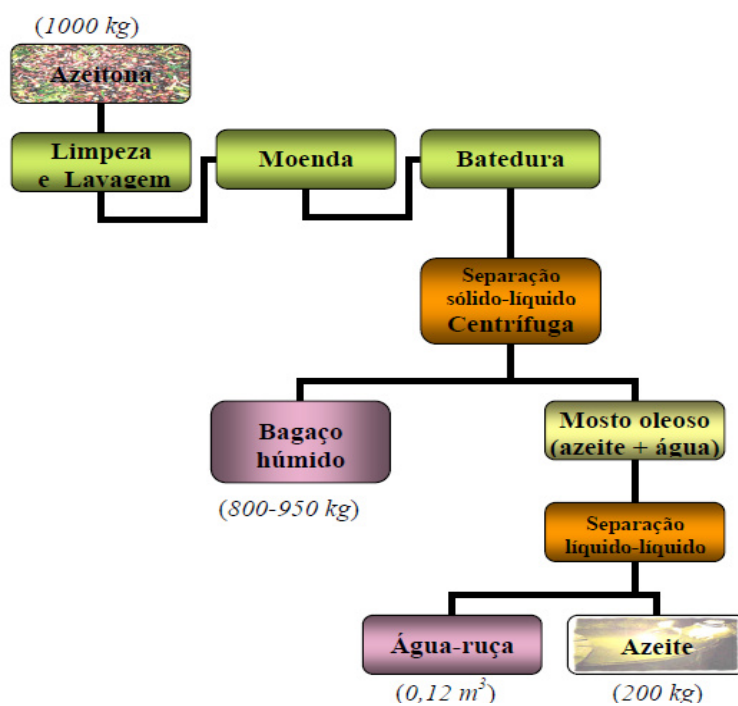 (1000 kg)
Azeitona
Limpeza
e Lavagem
Moenda
Batedura
Separação
sólido-líquido
Centrífuga
Bagaço
húmido
(800-950 kg)
Mosto oleoso
(azeite + água)
Separação
líquido-líquido
Água-ruça
(0,12 m³)
Azeite
(200 kg)